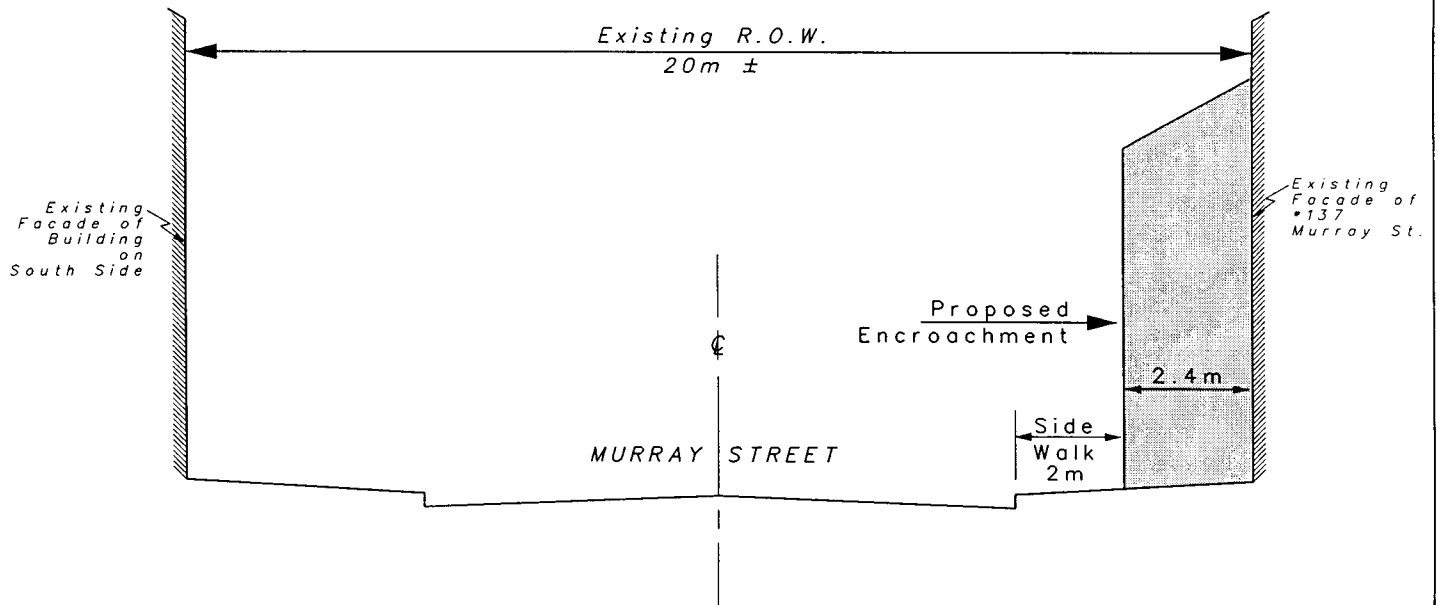 Existing R.O.W.
20m ±
Existing
Facade of
Building
on
South Side
Existing
Facade of
*137
Murray St.
Proposed
Encroachment
℄
2.4m
Side
Walk
2m
MURRAY STREET